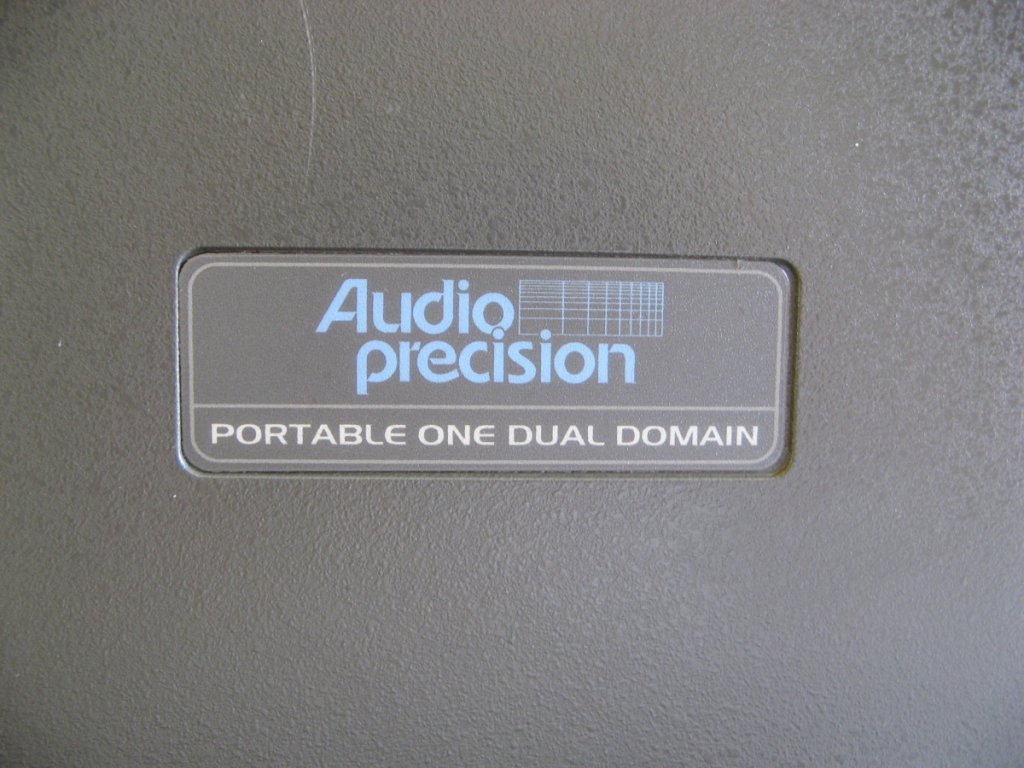 Audio
precision
PORTABLE ONE DUAL DOMAIN